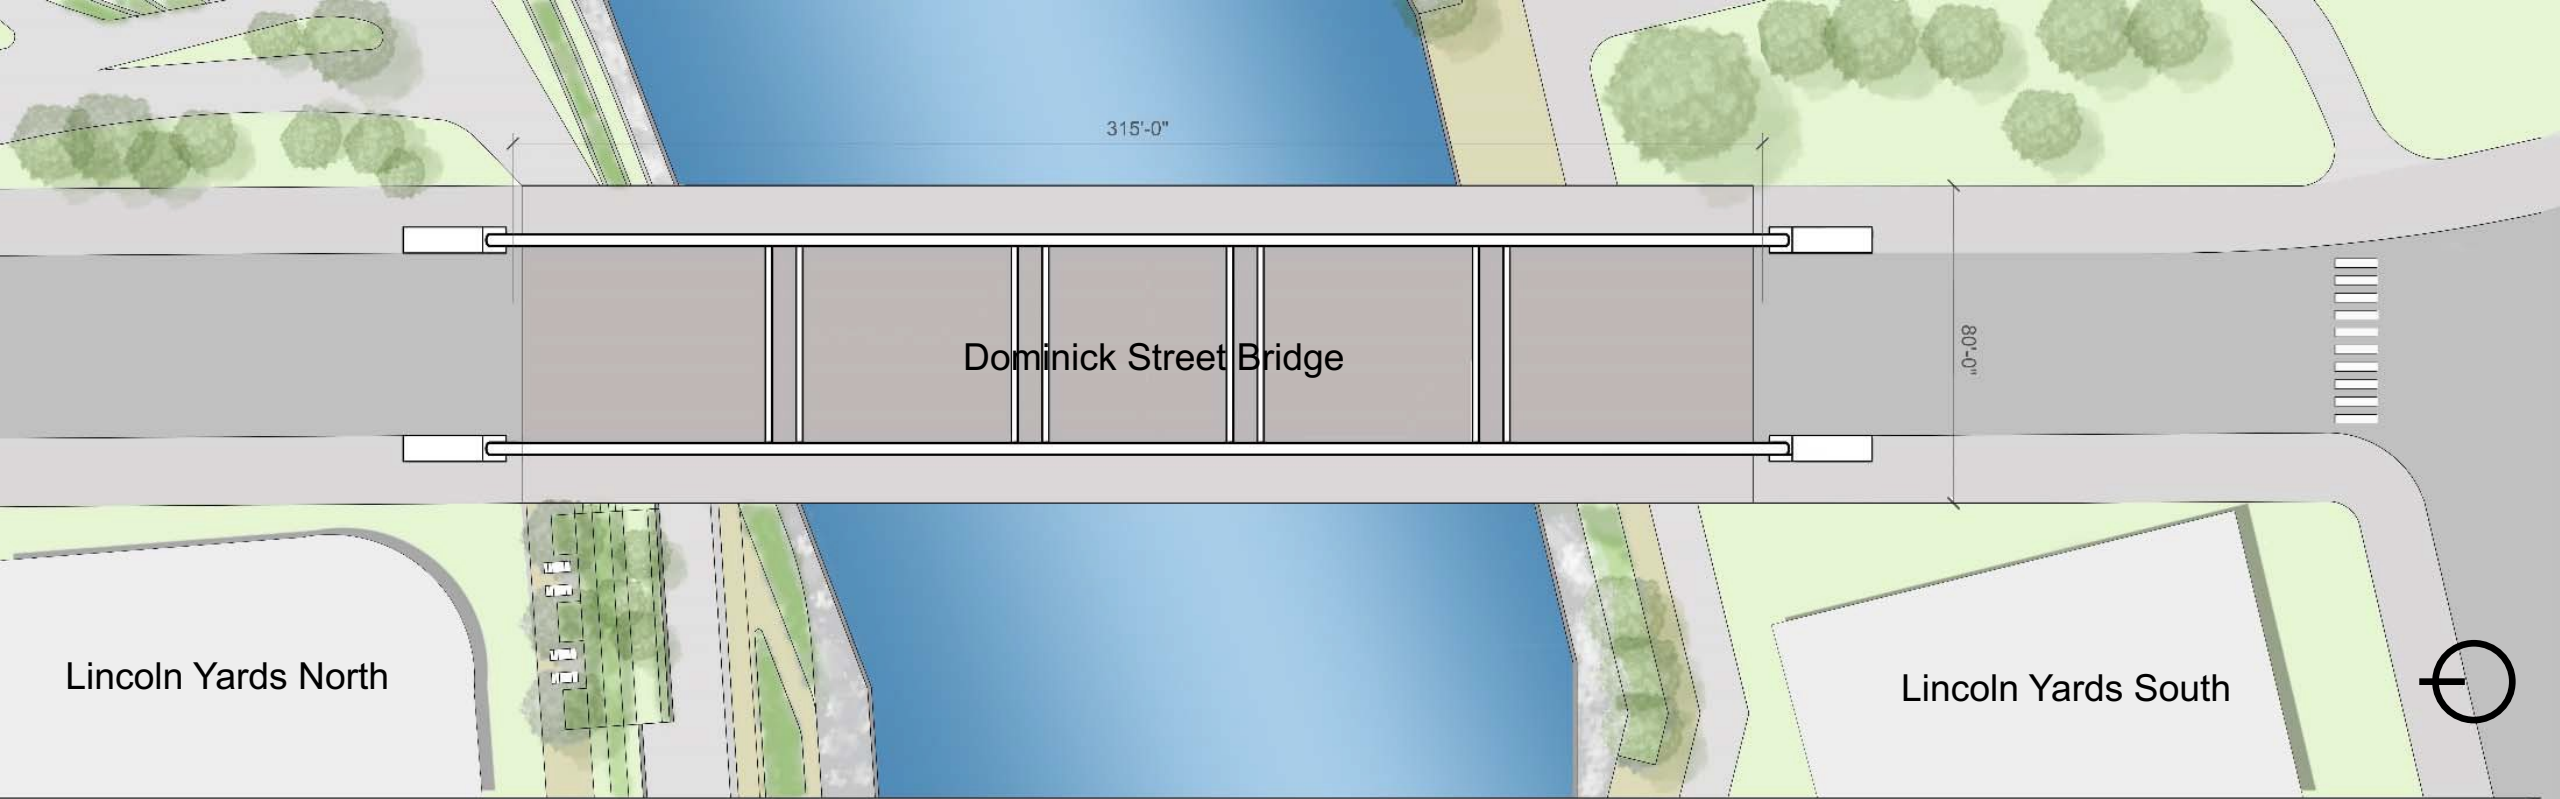 315'-0"
Dominick Street Bridge
80'-0"
Lincoln Yards North
Lincoln Yards South